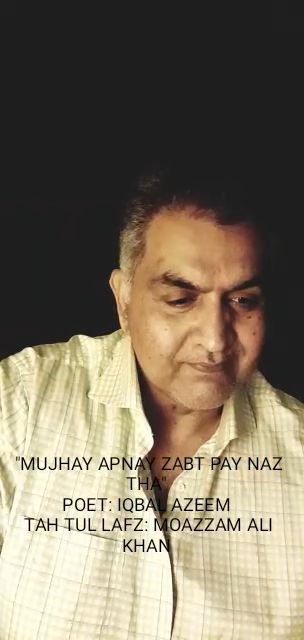 "MUJHAY APNAY ZABT PAY NAZ
THA"
POET: IQBAL AZEEM
TAH TUL LAFZ: MOAZZAM ALI
KHAN